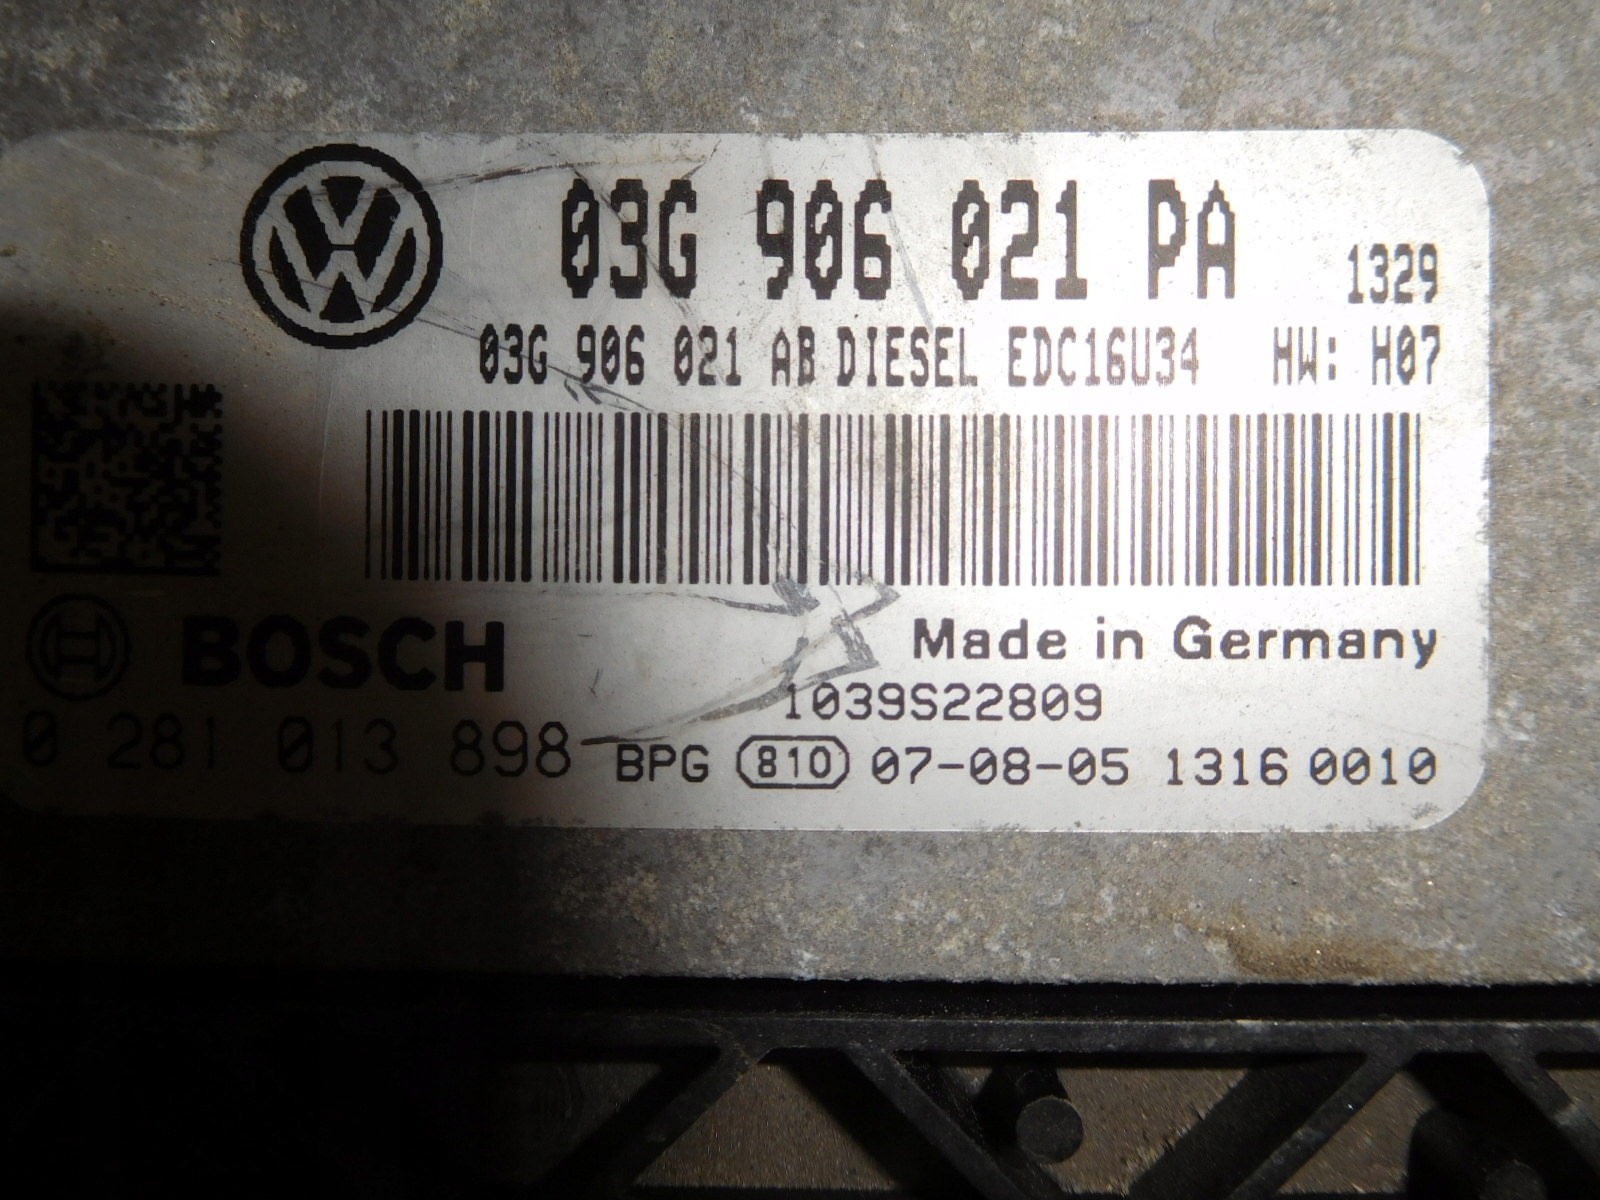 03G 906 021 PA 1329
03G 906 021 AB DIESEL EDC16U34 HW: H07
BOSCH
Made in Germany
1039S22809
0 281 013 898 BPG 810 07-08-05 1316 0010